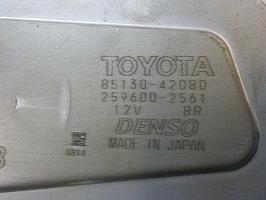 TOYOTA
85130-42080
259600-2561
12V 8R
DENSO
MADE IN JAPAN